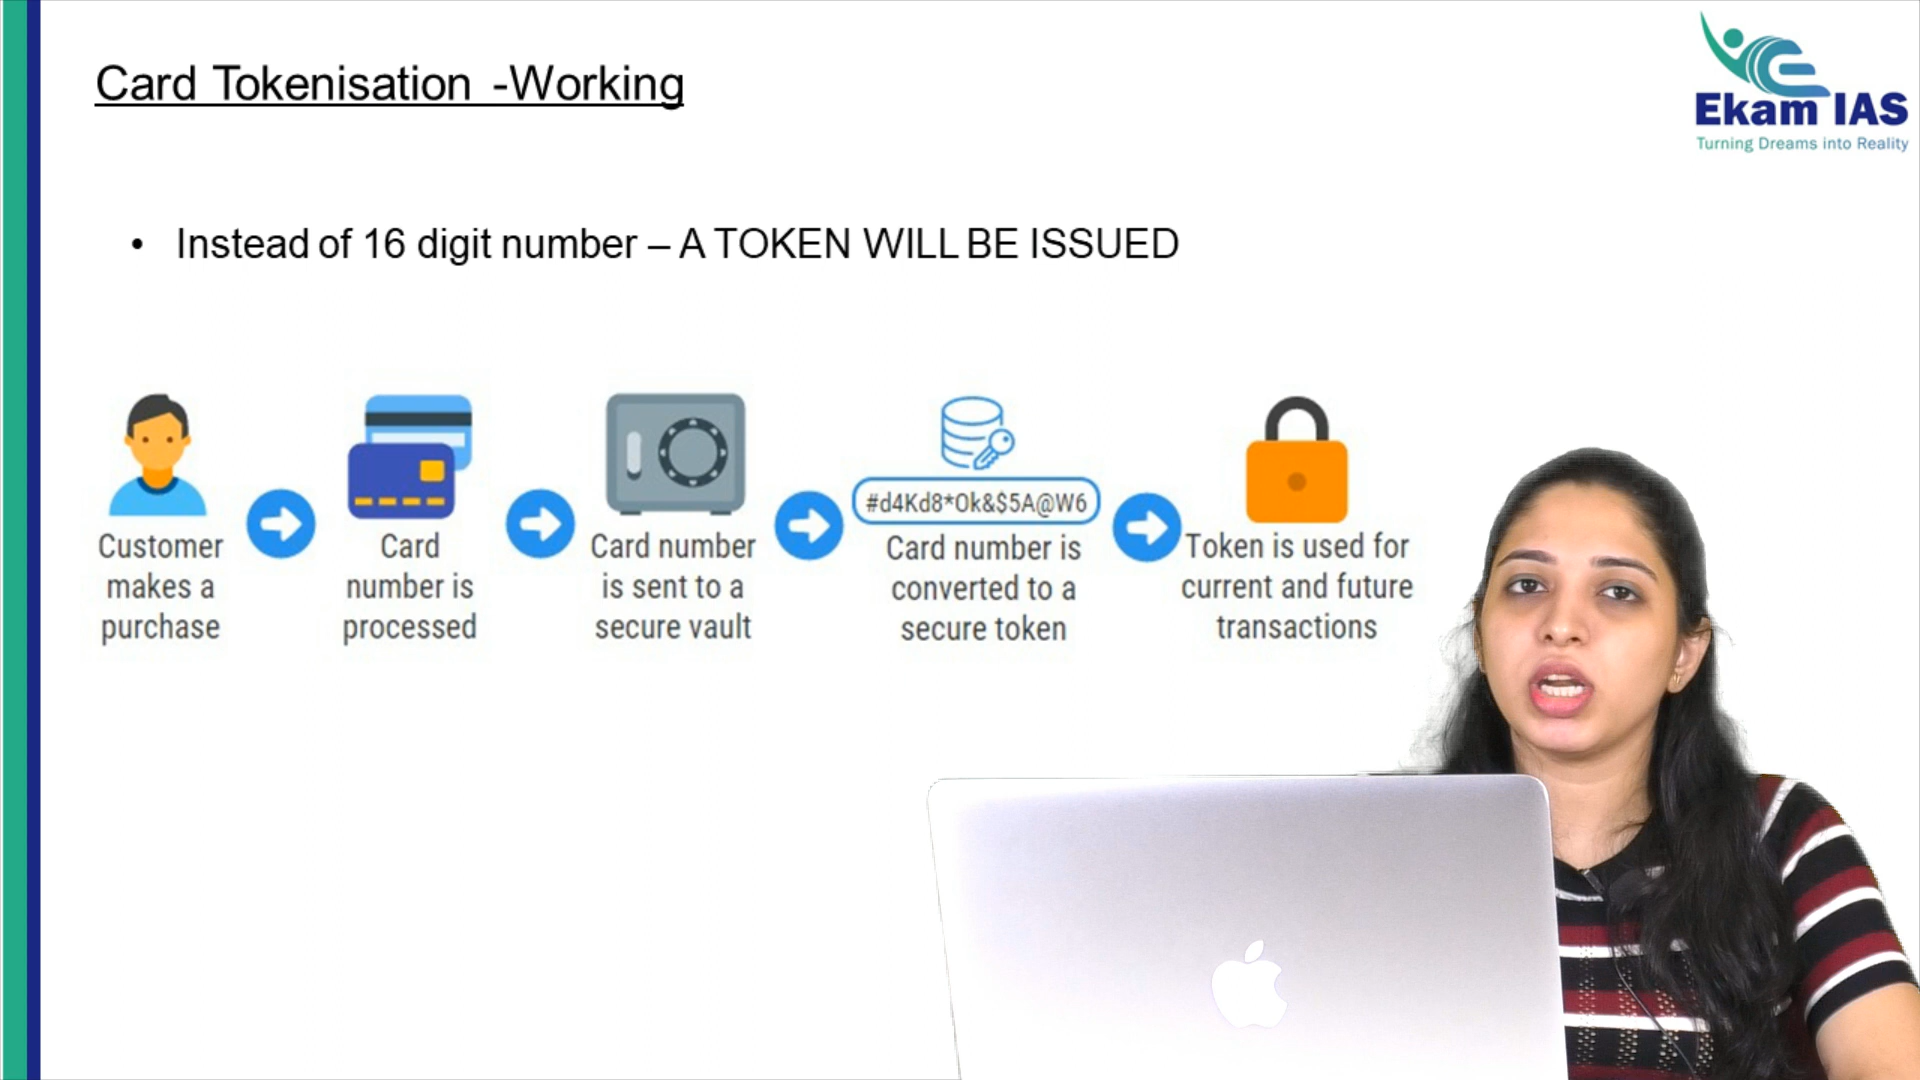 Card Tokenisation -Working
Ekam IAS
Turning Dreams into Reality
• Instead of 16 digit number – A TOKEN WILL BE ISSUED
#d4Kd8*Ok&$5A@W6
Customer
makes a
purchase
Card
number is
processed
Card number
is sent to a
secure vault
Card number is
converted to a
secure token
Token is used for
current and future
transactions